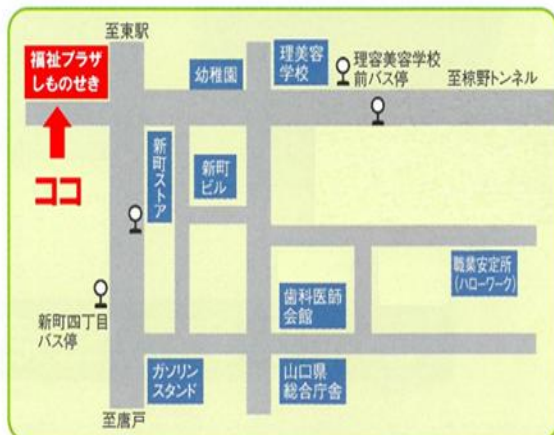 至東駅
福祉プラザ
しものせき
幼稚園
理美容
学校
理容美容学校
前バス停
至椋野トンネル
ココ
新町ストア
新町
ビル
職業安定所
(ハローワーク)
歯科医師
会館
新町四丁目
バス停
ガソリン
スタンド
山口県
総合庁舎
至唐戸